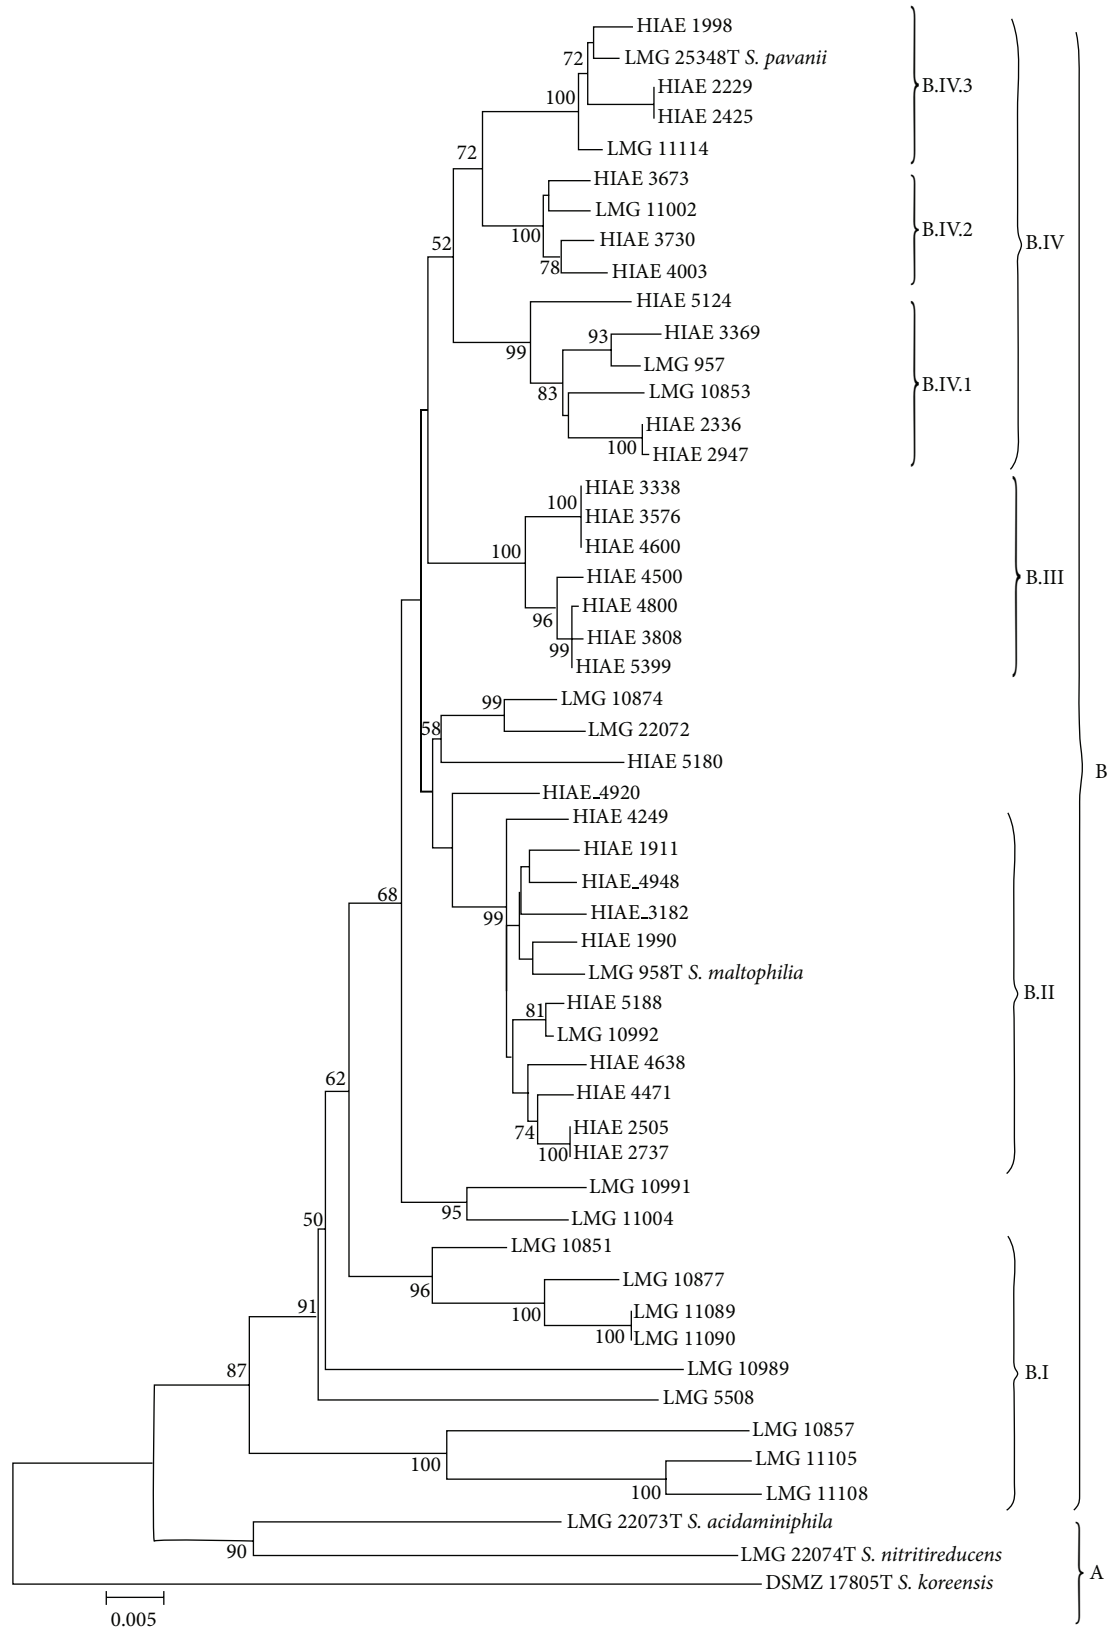 HIAE 1998
72
LMG 25348T S. pavanii
HIAE 2229
B.IV.3
100
HIAE 2425
LMG 11114
72
HIAE 3673
LMG 11002
100
B.IV.2
HIAE 3730
52
B.IV
78
HIAE 4003
HIAE 5124
93
HIAE 3369
99
LMG 957
83
B.IV.1
LMG 10853
HIAE 2336
100
HIAE 2947
HIAE 3338
100
HIAE 3576
HIAE 4600
100
HIAE 4500
B.III
HIAE 4800
96
HIAE 3808
99
HIAE 5399
99
LMG 10874
58
LMG 22072
HIAE 5180
B
HIAE_4920
HIAE 4249
HIAE 1911
HIAE_4948
68
99
HIAE_3182
HIAE 1990
LMG 958T S. maltophilia
B.II
HIAE 5188
81
LMG 10992
HIAE 4638
62
HIAE 4471
HIAE 2505
74
100
HIAE 2737
LMG 10991
95
LMG 11004
50
LMG 10851
96
LMG 10877
91
100
LMG 11089
100
LMG 11090
LMG 10989
87
B.I
LMG 5508
LMG 10857
100
LMG 11105
100
LMG 11108
LMG 22073T S. acidaminiphila
90
LMG 22074T S. nitritireducens
A
DSMZ 17805T S. koreensis
0.005